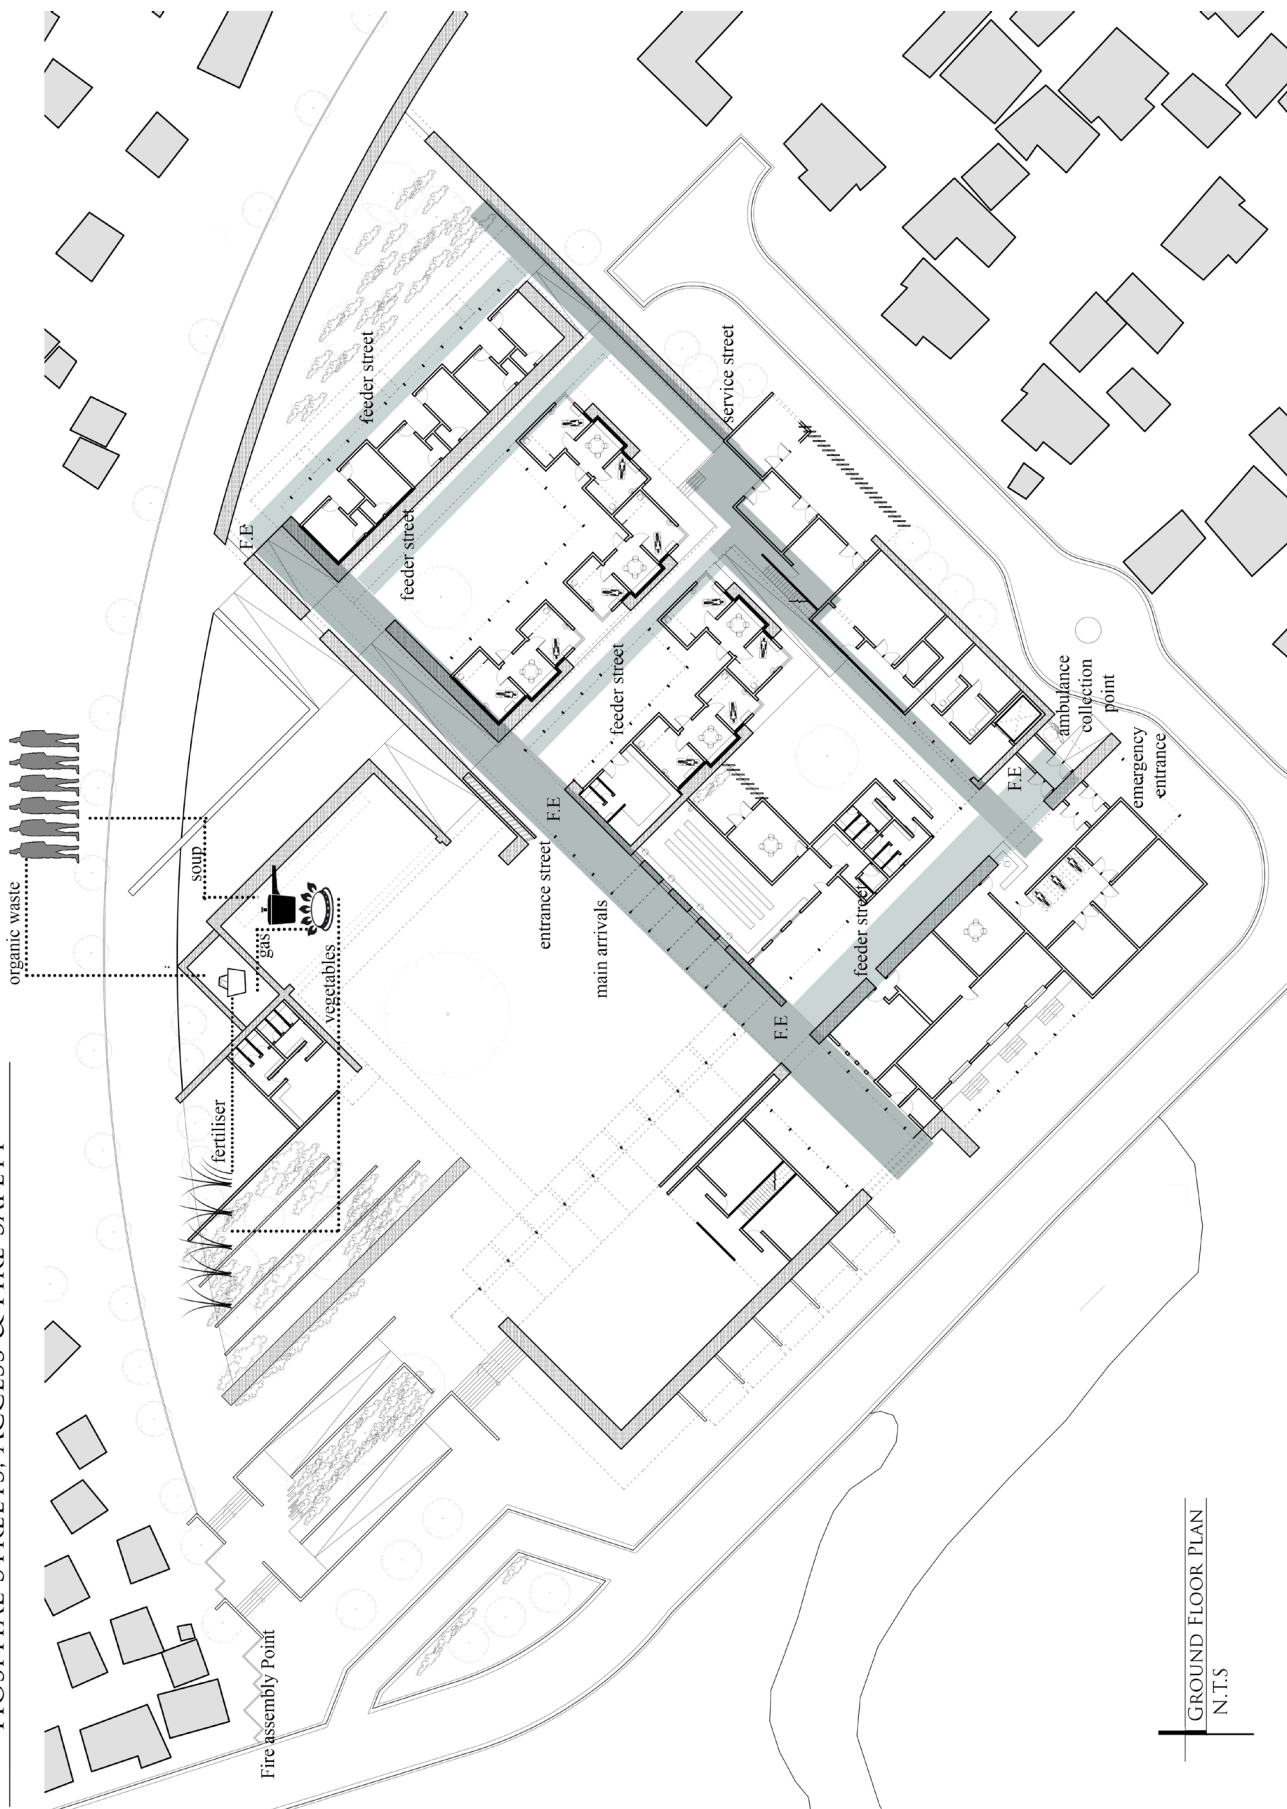 HOSPITAL STREETS, ACCESS & FIRE SAFETY
organic waste
soup
fertiliser
F.E
Fire assembly Point
gas
vegetables
feeder street
feeder street
entrance street
F.E
main arrivals
feeder street
service street
F.E
feeder street
F.E
ambulance
collection
point
emergency
entrance
GROUND FLOOR PLAN
N.T.S